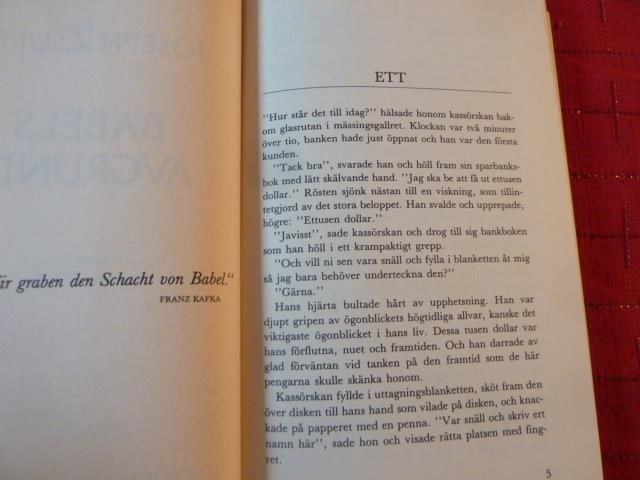 ir graben den Schacht von Babel.“
FRANZ KAFKA
ETT
"Hur står det till idag?" hälsade honom kassörskan bak-
om glasrutan i mässingsgallret. Klockan var två minuter
över tio, banken hade just öppnat och han var den första
kunden.
"Tack bra", svarade han och höll fram sin sparbanks-
bok med lätt skälvande hand. "Jag ska be att få ut ettusen
dollar." Rösten sjönk nästan till en viskning, som tillin-
tetgjord av det stora beloppet. Han svalde och upprepade,
högre: "Ettusen dollar."
"Javisst", sade kassörskan och drog till sig bankboken
som han höll i ett krampaktigt grepp.
"Och vill ni sen vara snäll och fylla i blanketten åt mig
så jag bara behöver underteckna den?"
"Gärna."
Hans hjärta bultade hårt av upphetsning. Han var
djupt gripen av ögonblickets högtidliga allvar, kanske det
viktigaste ögonblicket i hans liv. Dessa tusen dollar var
hans förflutna, nuet och framtiden. Och han darrade av
glad förväntan vid tanken på den framtid som de här
pengarna skulle skänka honom.
Kassörskan fyllde i uttagningsblanketten, sköt fram den
över disken till hans hand som vilade på disken, och knac-
kade på papperet med en penna. "Var snäll och skriv ert
namn här", sade hon och visade rätta platsen med fing-
ret.
5